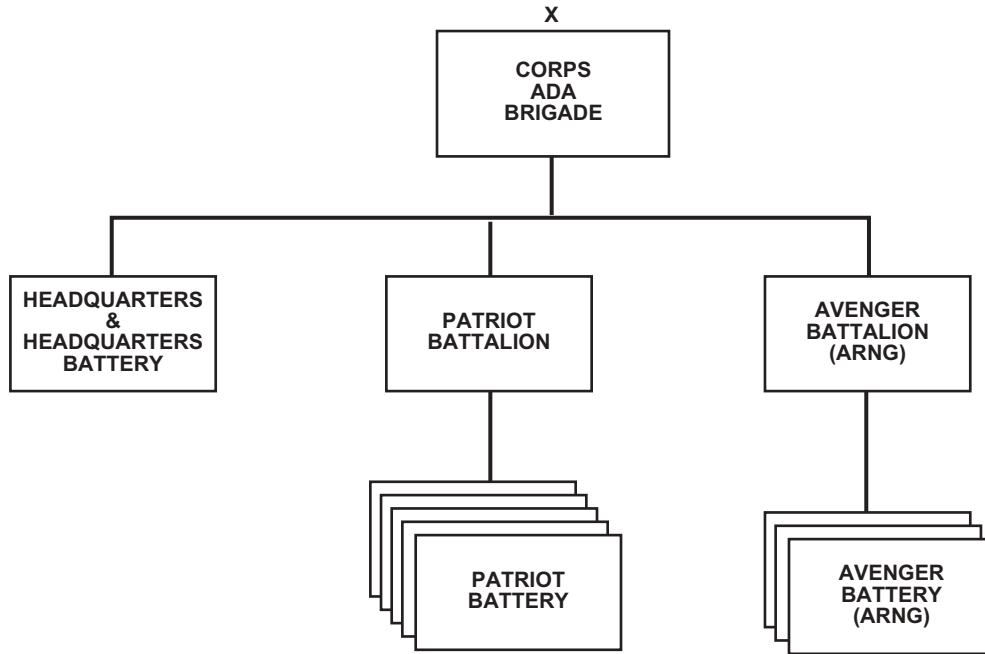 X
CORPS
ADA
BRIGADE
HEADQUARTERS
&
HEADQUARTERS
BATTERY
PATRIOT
BATTALION
AVENGER
BATTALION
(ARNG)
PATRIOT
BATTERY
AVENGER
BATTERY
(ARNG)